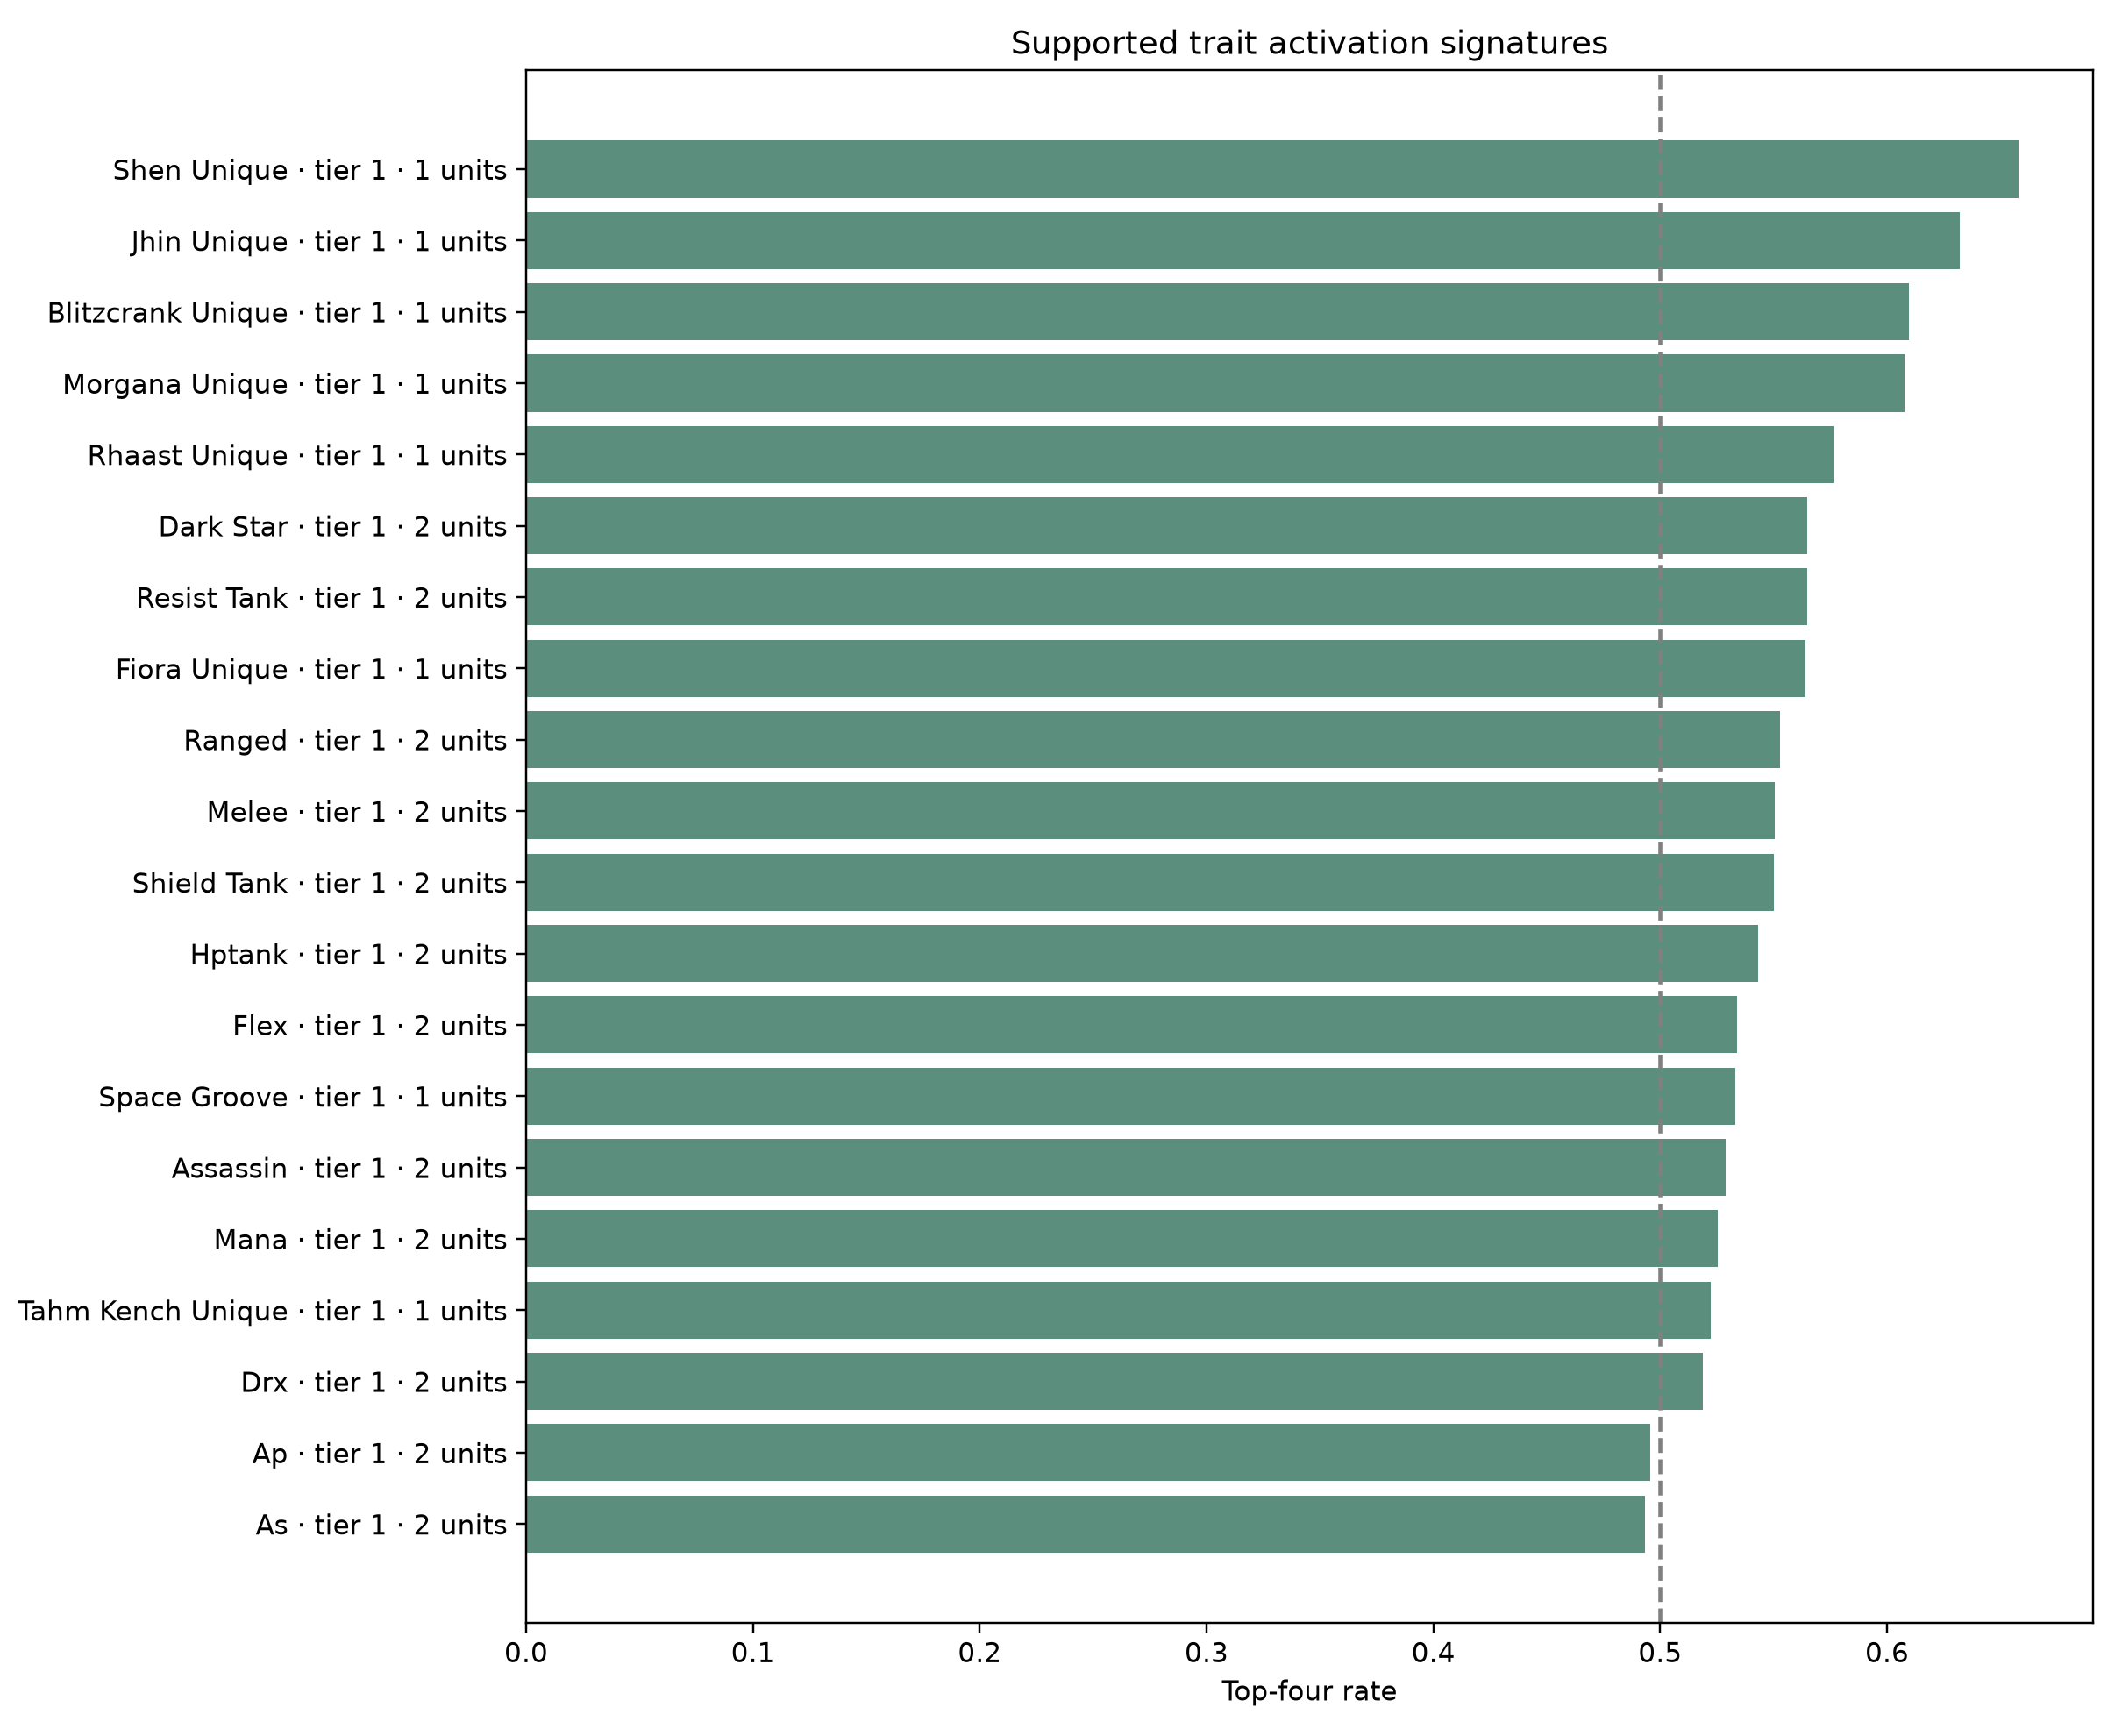 Supported trait activation signatures
Shen Unique · tier 1 · 1 units
Jhin Unique · tier 1 · 1 units
Blitzcrank Unique · tier 1 · 1 units
Morgana Unique · tier 1 · 1 units
Rhaast Unique · tier 1 · 1 units
Dark Star · tier 1 · 2 units
Resist Tank · tier 1 · 2 units
Fiora Unique · tier 1 · 1 units
Ranged · tier 1 · 2 units
Melee · tier 1 · 2 units
Shield Tank · tier 1 · 2 units
Hptank · tier 1 · 2 units
Flex · tier 1 · 2 units
Space Groove · tier 1 · 1 units
Assassin · tier 1 · 2 units
Mana · tier 1 · 2 units
Tahm Kench Unique · tier 1 · 1 units
Drx · tier 1 · 2 units
Ap · tier 1 · 2 units
As · tier 1 · 2 units
0.0 0.1 0.2 0.3 0.4 0.5 0.6
Top-four rate